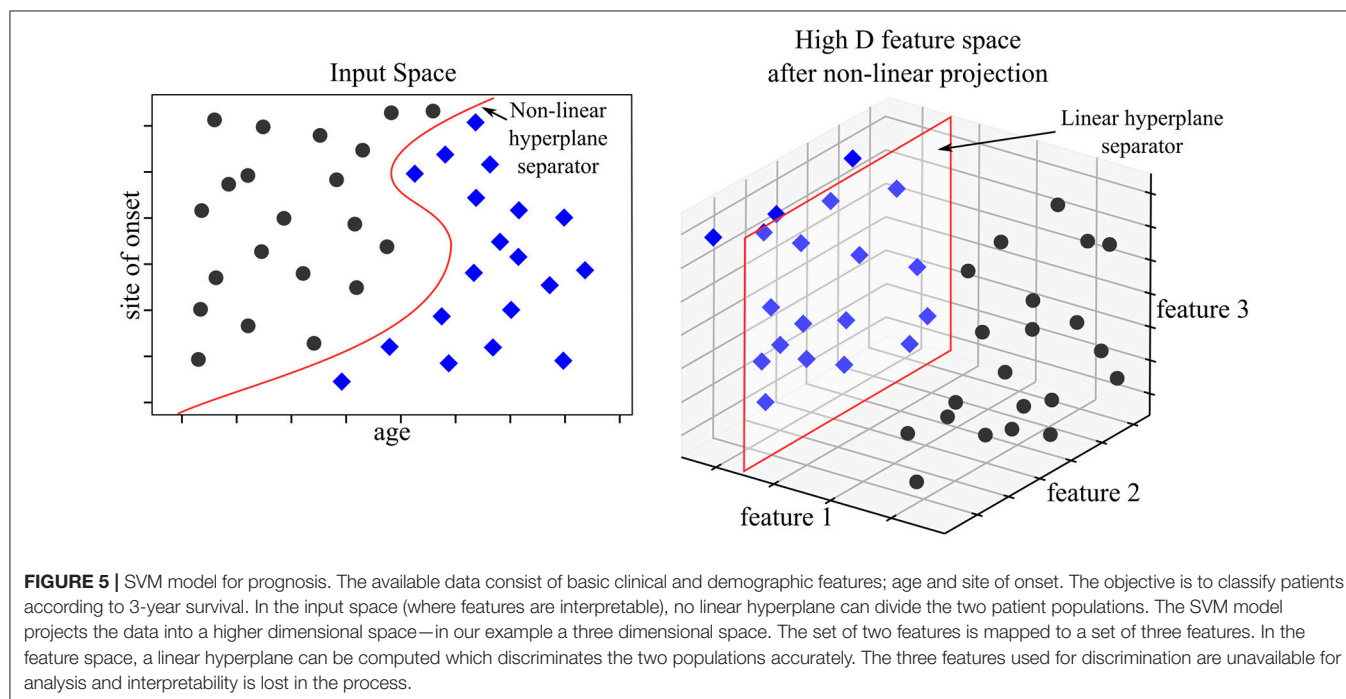 Input Space
Non-linear
hyperplane
separator
site of onset
age
High D feature space
after non-linear projection
Linear hyperplane
separator
feature 3
feature 2
feature 1
FIGURE 5 | SVM model for prognosis. The available data consist of basic clinical and demographic features; age and site of onset. The objective is to classify patients
according to 3-year survival. In the input space (where features are interpretable), no linear hyperplane can divide the two patient populations. The SVM model
projects the data into a higher dimensional space—in our example a three dimensional space. The set of two features is mapped to a set of three features. In the
feature space, a linear hyperplane can be computed which discriminates the two populations accurately. The three features used for discrimination are unavailable for
analysis and interpretability is lost in the process.